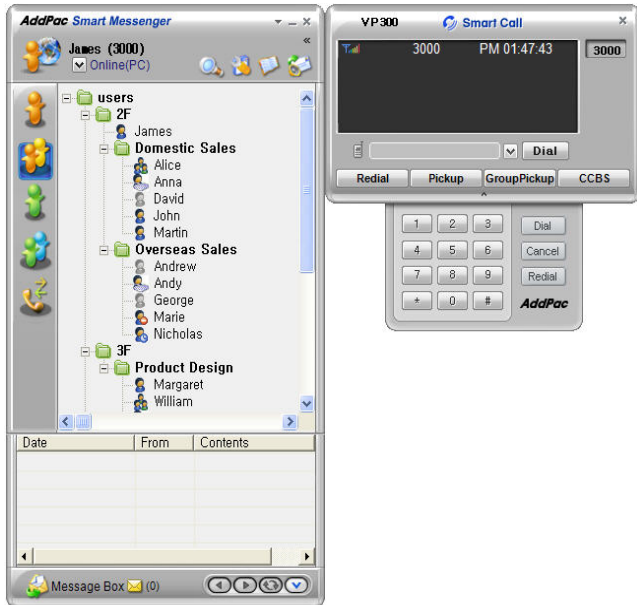 AddPac Smart Messenger
James (3000)
Online(PC)
users
2F
James
Domestic Sales
Alice
Anna
David
John
Martin
Overseas Sales
Andrew
Andy
George
Marie
Nicholas
3F
Product Design
Margaret
William
Date From Contents
Message Box (0)
VP300 Smart Call
3000 PM 01:47:43 3000
Dial
Redial Pickup GroupPickup CCBS
1 2 3 Dial
4 5 6 Cancel
7 8 9 Redial
* 0 # AddPac